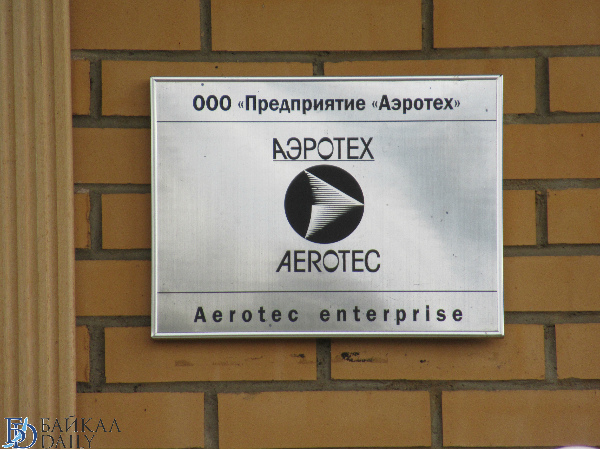 ООО «Предприятие «Аэротех»
АЭРОТЕХ
AEROTEC
Aerotec enterprise
БАЙКАЛ
DAILY